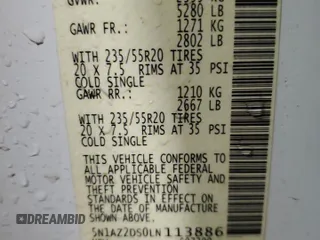 GVWR:
5280 LB
GAWR FR.: 1271 KG
2802 LB
WITH 235/55R20 TIRES
20 X 7.5 RIMS AT 35 PSI
COLD SINGLE
GAWR RR.: 1210 KG
2667 LB
WITH 235/55R20 TIRES
20 X 7.5 RIMS AT 35 PSI
COLD SINGLE
THIS VEHICLE CONFORMS TO
ALL APPLICABLE FEDERAL
MOTOR VEHICLE SAFETY AND
THEFT PREVENTION
STANDARDS IN EFFECT ON THE
DATE OF MANUFACTURE
SHOWN ABOVE.
5N1AZ2DS0LN113886
DREAMBID